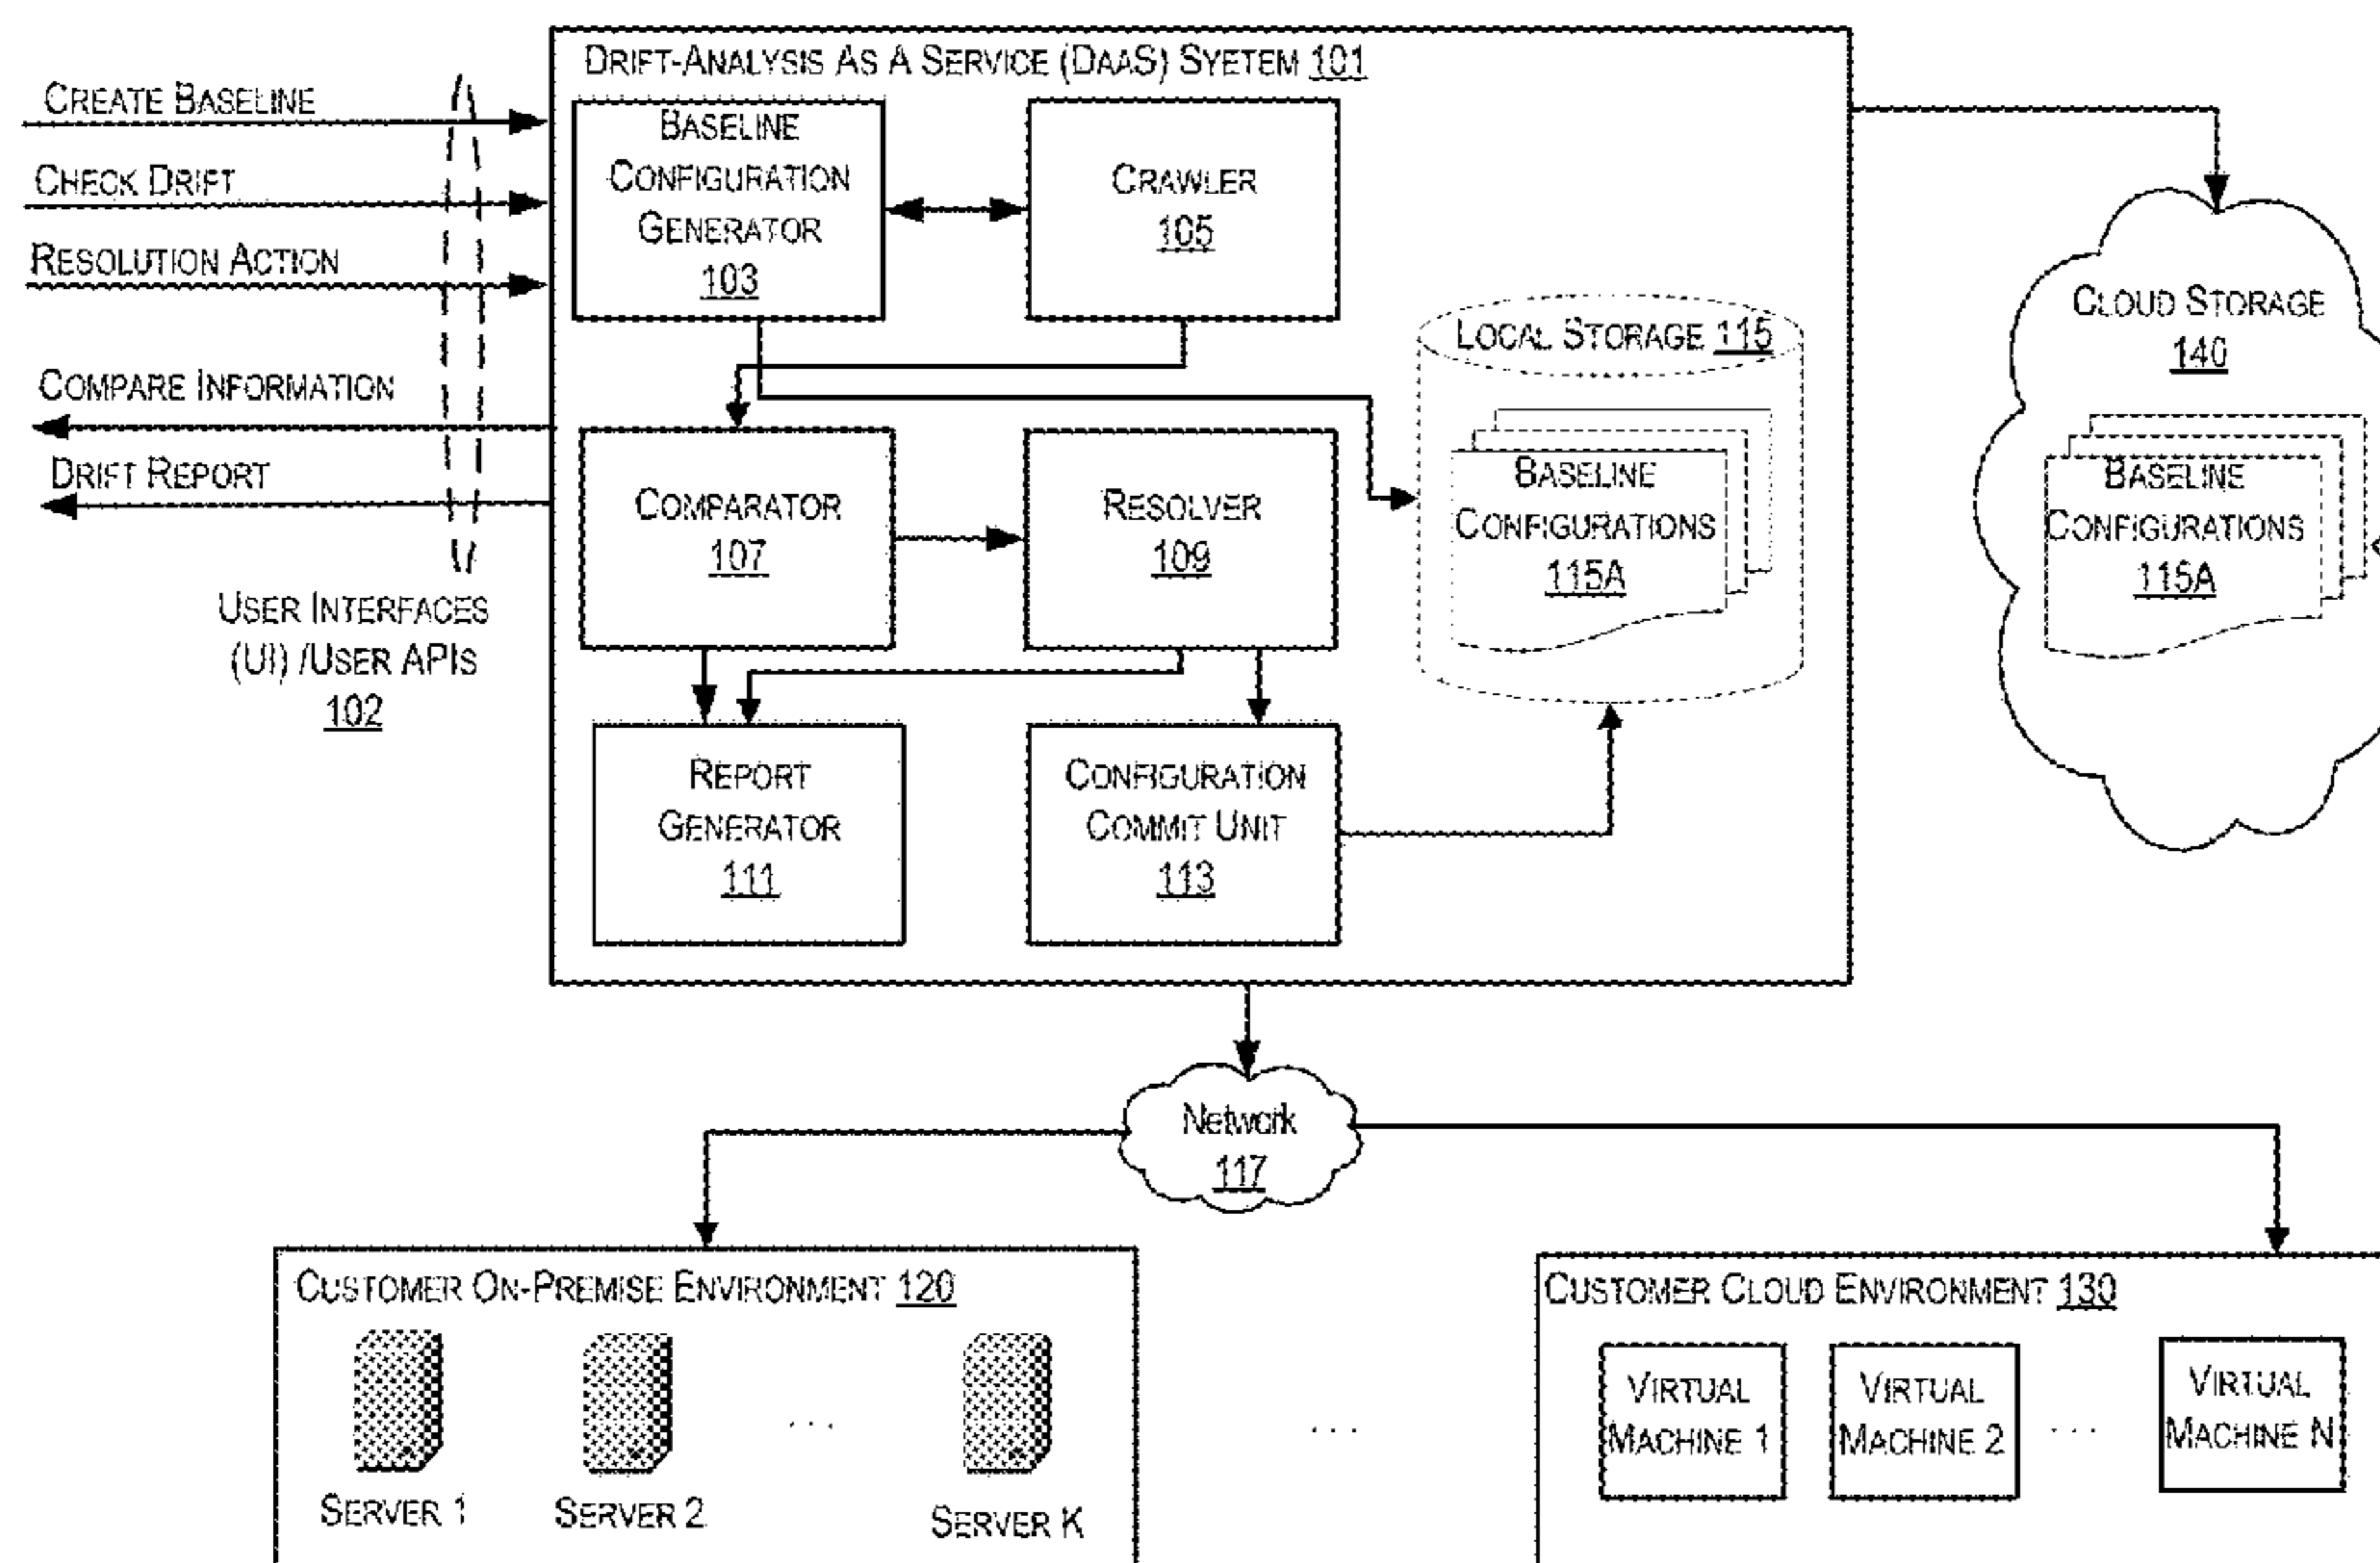 DRIFT-ANALYSIS AS A SERVICE (DAAS) SYETEM 101
CREATE BASELINE
CHECK DRIFT
RESOLUTION ACTION
COMPARE INFORMATION
DRIFT REPORT
USER INTERFACES
(UI) /USER APIS
102
BASELINE
CONFIGURATION
GENERATOR
103
CRAWLER
105
COMPARATOR
107
RESOLVER
109
REPORT
GENERATOR
111
CONFIGURATION
COMMIT UNIT
113
LOCAL STORAGE 115
BASELINE
CONFIGURATIONS
115A
CLOUD STORAGE
140
BASELINE
CONFIGURATIONS
115A
Network
117
CUSTOMER ON-PREMISE ENVIRONMENT 120
SERVER 1
SERVER 2
...
SERVER K
...
CUSTOMER CLOUD ENVIRONMENT 130
VIRTUAL
MACHINE 1
VIRTUAL
MACHINE 2
...
VIRTUAL
MACHINE N